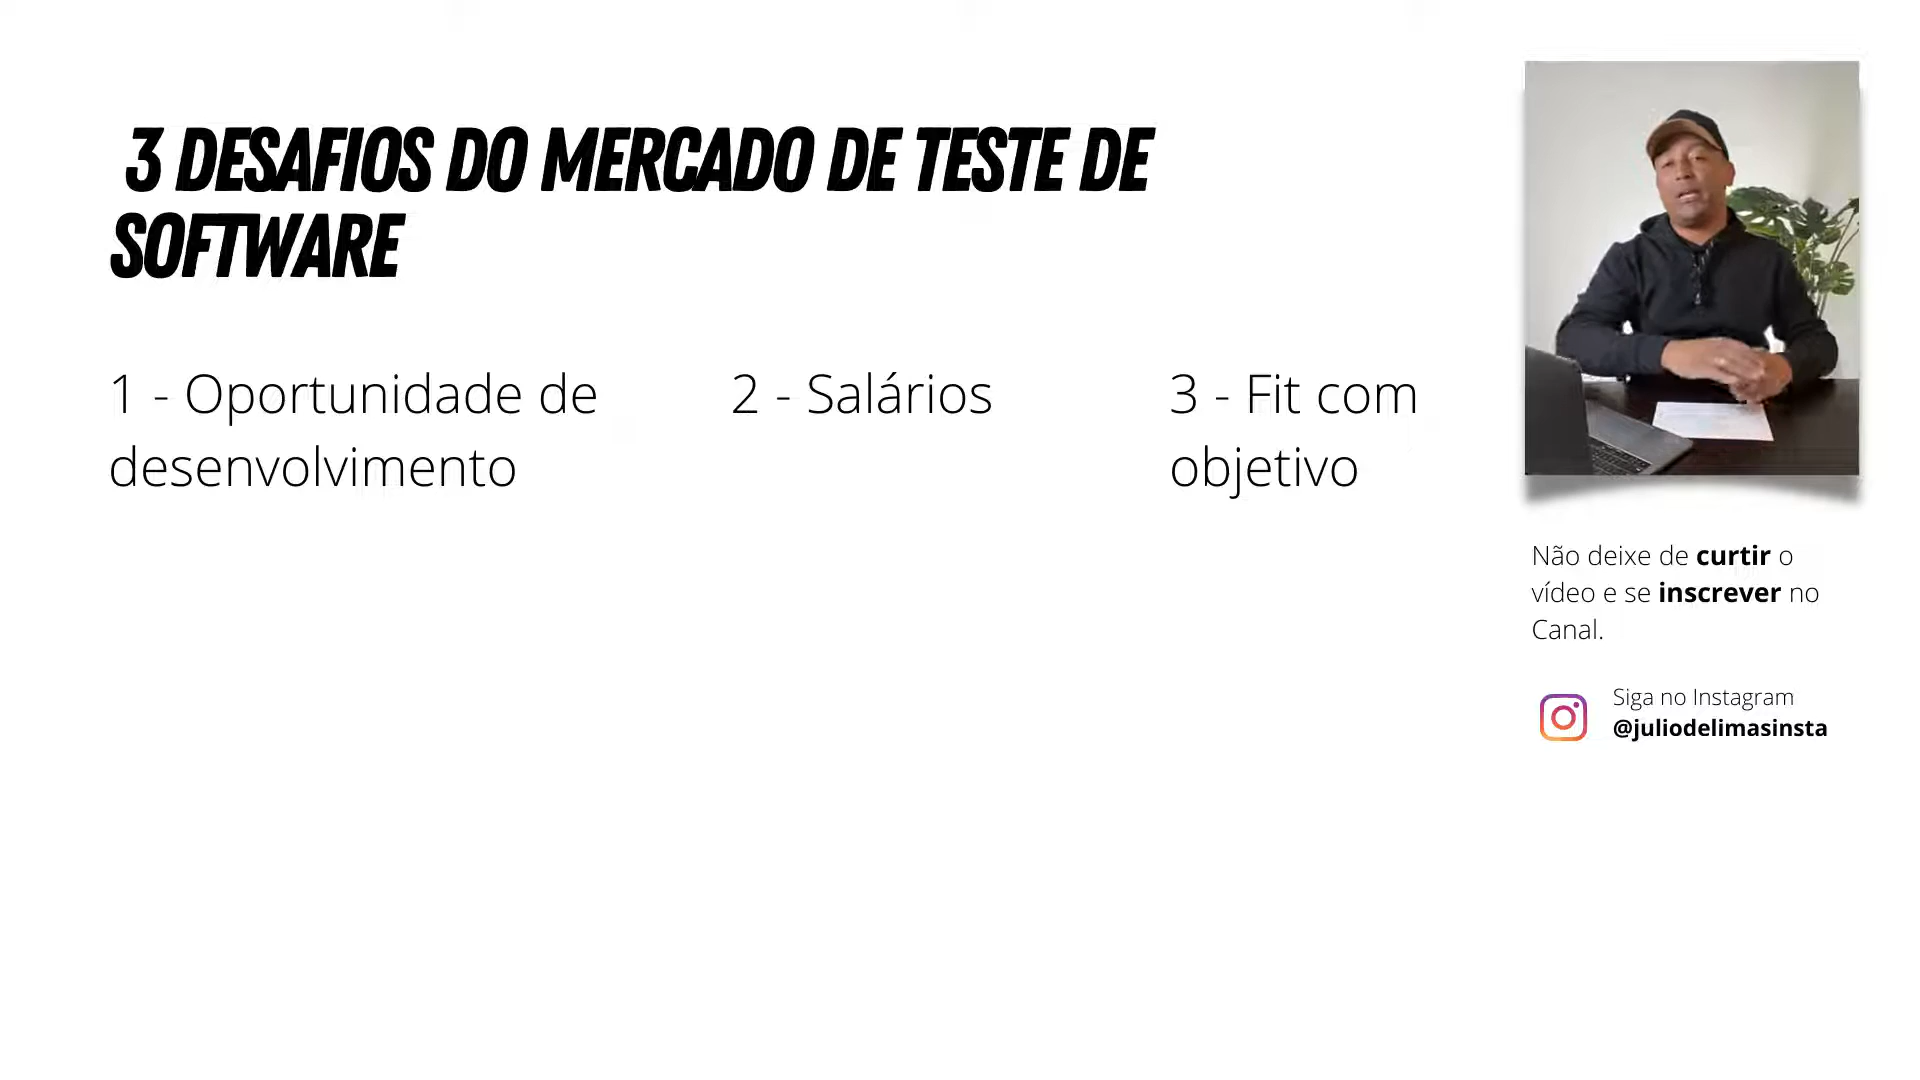 3 DESAFIOS DO MERCADO DE TESTE DE
SOFTWARE
1 - Oportunidade de
desenvolvimento
2 - Salários
3 - Fit com
objetivo
Não deixe de curtir o
vídeo e se inscrever no
Canal.
Siga no Instagram
@juliodelimasinsta